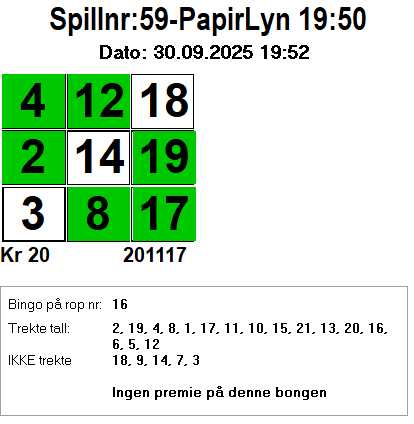 Spillnr:59-PapirLyn 19:50
Dato: 30.09.2025 19:52
4 12 18
2 14 19
3 8 17
Kr 20 201117
Bingo på rop nr: 16
Trekte tall: 2, 19, 4, 8, 1, 17, 11, 10, 15, 21, 13, 20, 16,
6, 5, 12
IKKE trekte 18, 9, 14, 7, 3
Ingen premie på denne bongen